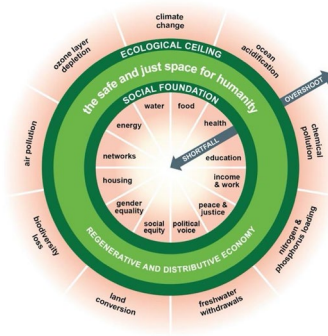 climate
change
ozone layer
depletion
ocean
acidification
ECOLOGICAL CEILING
the safe and just space for humanity
OVERSHOOT
SOCIAL FOUNDATION
water
food
energy
health
SHORTFALL
air pollution
chemical
pollution
networks
education
housing
income
& work
gender
equality
peace &
justice
social
equity
political
voice
REGENERATIVE AND DISTRIBUTIVE ECONOMY
biodiversity
loss
nitrogen &
phosphorus loading
land
conversion
freshwater
withdrawals